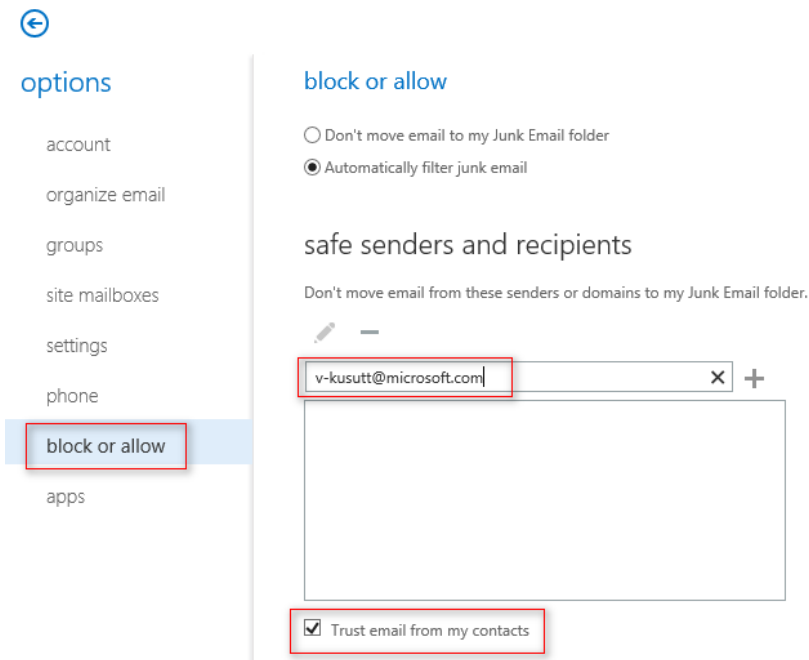 options
account
organize email
groups
site mailboxes
settings
phone
block or allow
apps
block or allow
Don't move email to my Junk Email folder
Automatically filter junk email
safe senders and recipients
Don't move email from these senders or domains to my Junk Email folder.
v-kusutt@microsoft.com
Trust email from my contacts